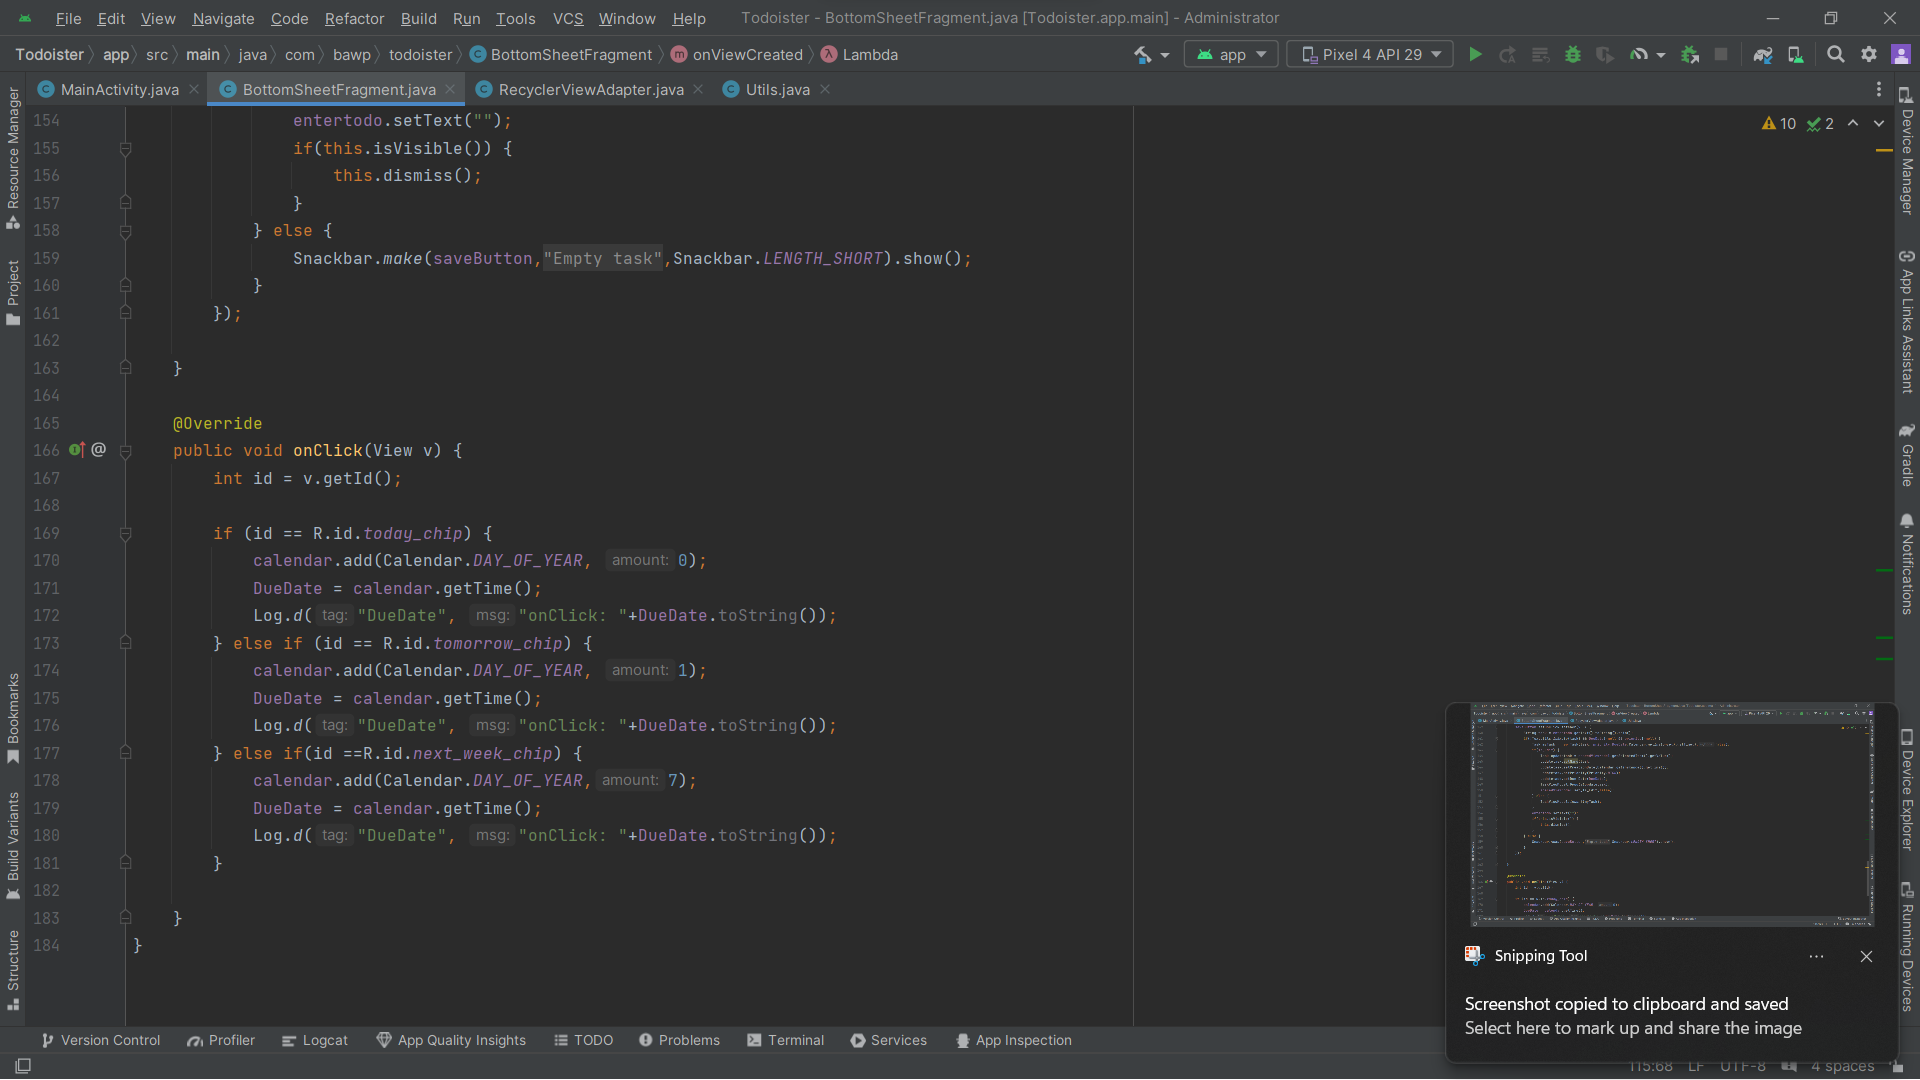 File Edit View Navigate Code Refactor Build Run Tools VCS Window Help Todoister - BottomSheetFragment.java [Todoister.app.main] - Administrator
Todoister app src main java com bawp todoister BottomSheetFragment onViewCreated Lambda app Pixel 4 API 29
MainActivity.java BottomSheetFragment.java RecyclerViewAdapter.java Utils.java
10 2
154 entertodo.setText("");
155 if(this.isVisible()) {
156 this.dismiss();
157 }
158 } else {
159 Snackbar.make(saveButton,"Empty task",Snackbar.LENGTH_SHORT).show();
160 }
161 });
162
163 }
164
165 @Override
166 public void onClick(View v) {
167 int id = v.getId();
168
169 if (id == R.id.today_chip) {
170 calendar.add(Calendar.DAY_OF_YEAR, amount: 0);
171 DueDate = calendar.getTime();
172 Log.d( tag: "DueDate", msg: "onClick: "+DueDate.toString());
173 } else if (id == R.id.tomorrow_chip) {
174 calendar.add(Calendar.DAY_OF_YEAR, amount: 1);
175 DueDate = calendar.getTime();
176 Log.d( tag: "DueDate", msg: "onClick: "+DueDate.toString());
177 } else if(id ==R.id.next_week_chip) {
178 calendar.add(Calendar.DAY_OF_YEAR, amount: 7);
179 DueDate = calendar.getTime();
180 Log.d( tag: "DueDate", msg: "onClick: "+DueDate.toString());
181 }
182
183 }
184 }
Resource Manager
Project
Bookmarks
Build Variants
Structure
Device Manager
App Links Assistant
Gradle
Notifications
Device Explorer
Running Devices
Snipping Tool
Screenshot copied to clipboard and saved
Select here to mark up and share the image
Version Control Profiler Logcat App Quality Insights TODO Problems Terminal Services App Inspection
115:68 LF UTF-8 4 spaces